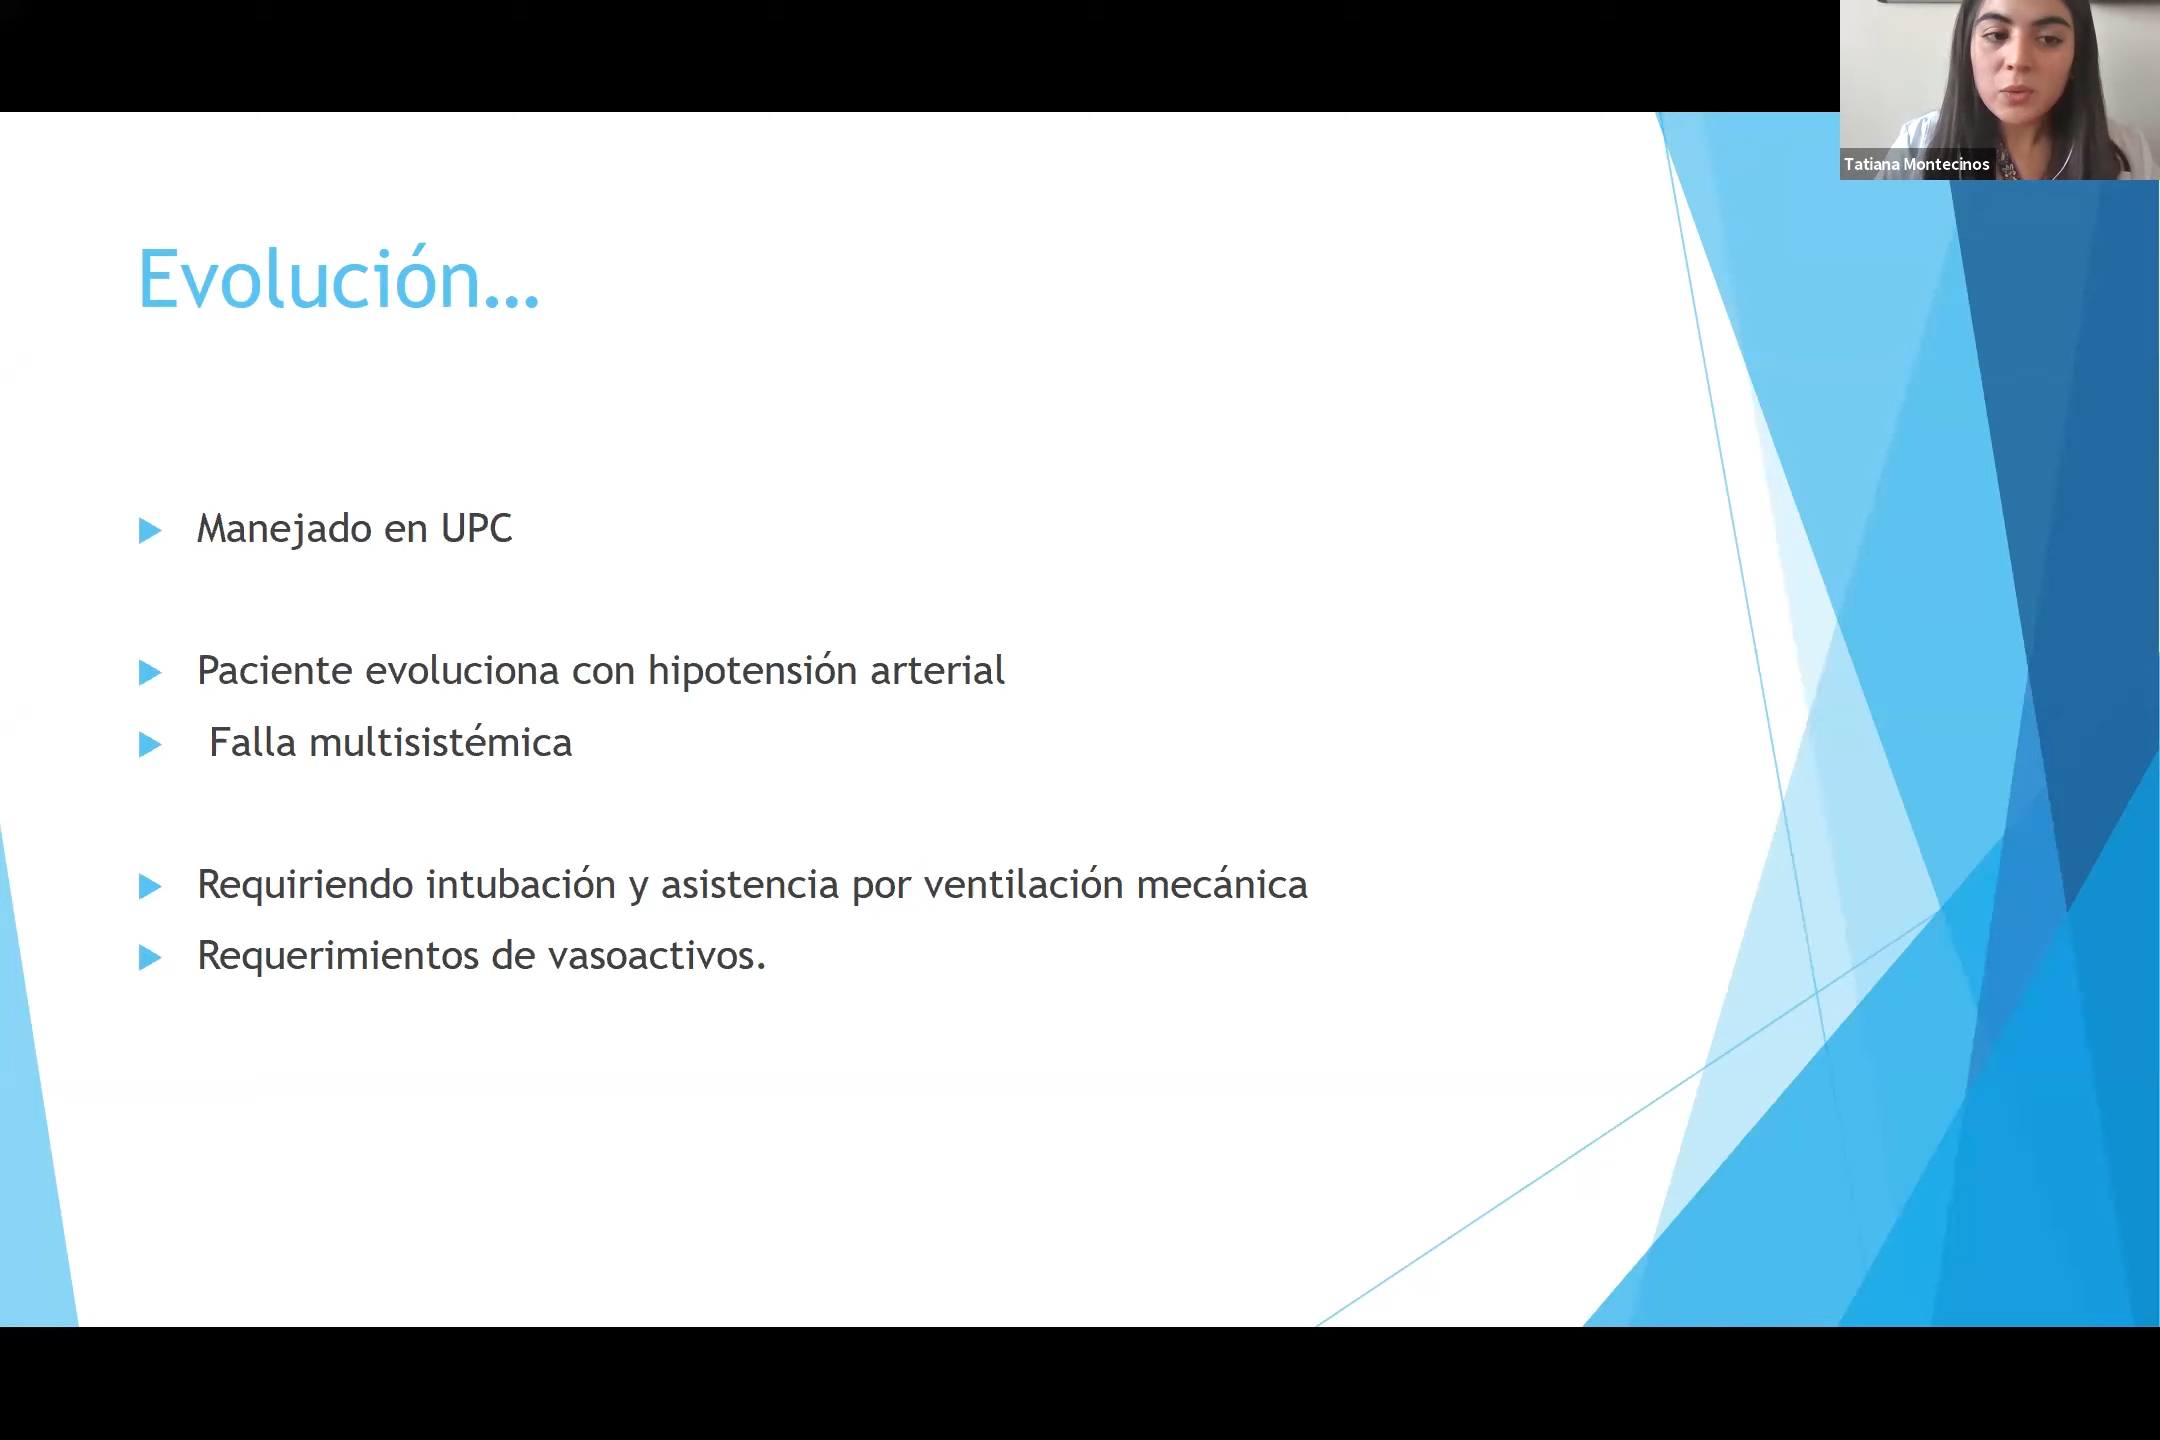 Tatiana Montecinos
Evolución...
Manejado en UPC
Paciente evoluciona con hipotensión arterial
Falla multisistémica
Requiriendo intubación y asistencia por ventilación mecánica
Requerimientos de vasoactivos.